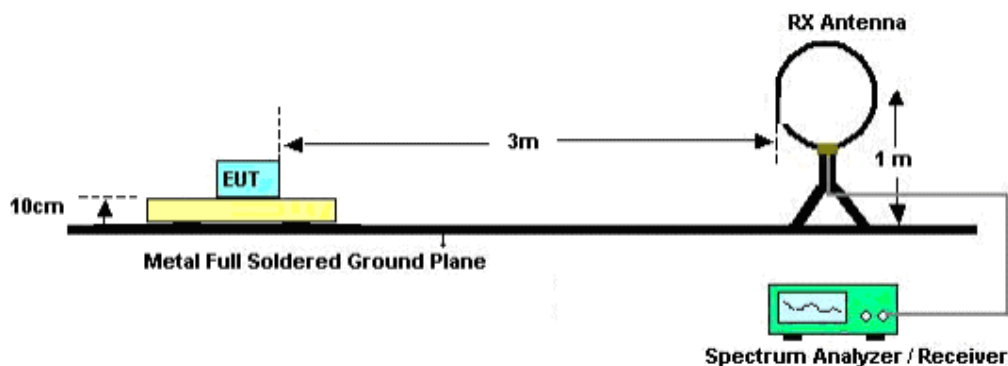 RX Antenna
3m
1 m
EUT
10cm
Metal Full Soldered Ground Plane
Spectrum Analyzer / Receiver